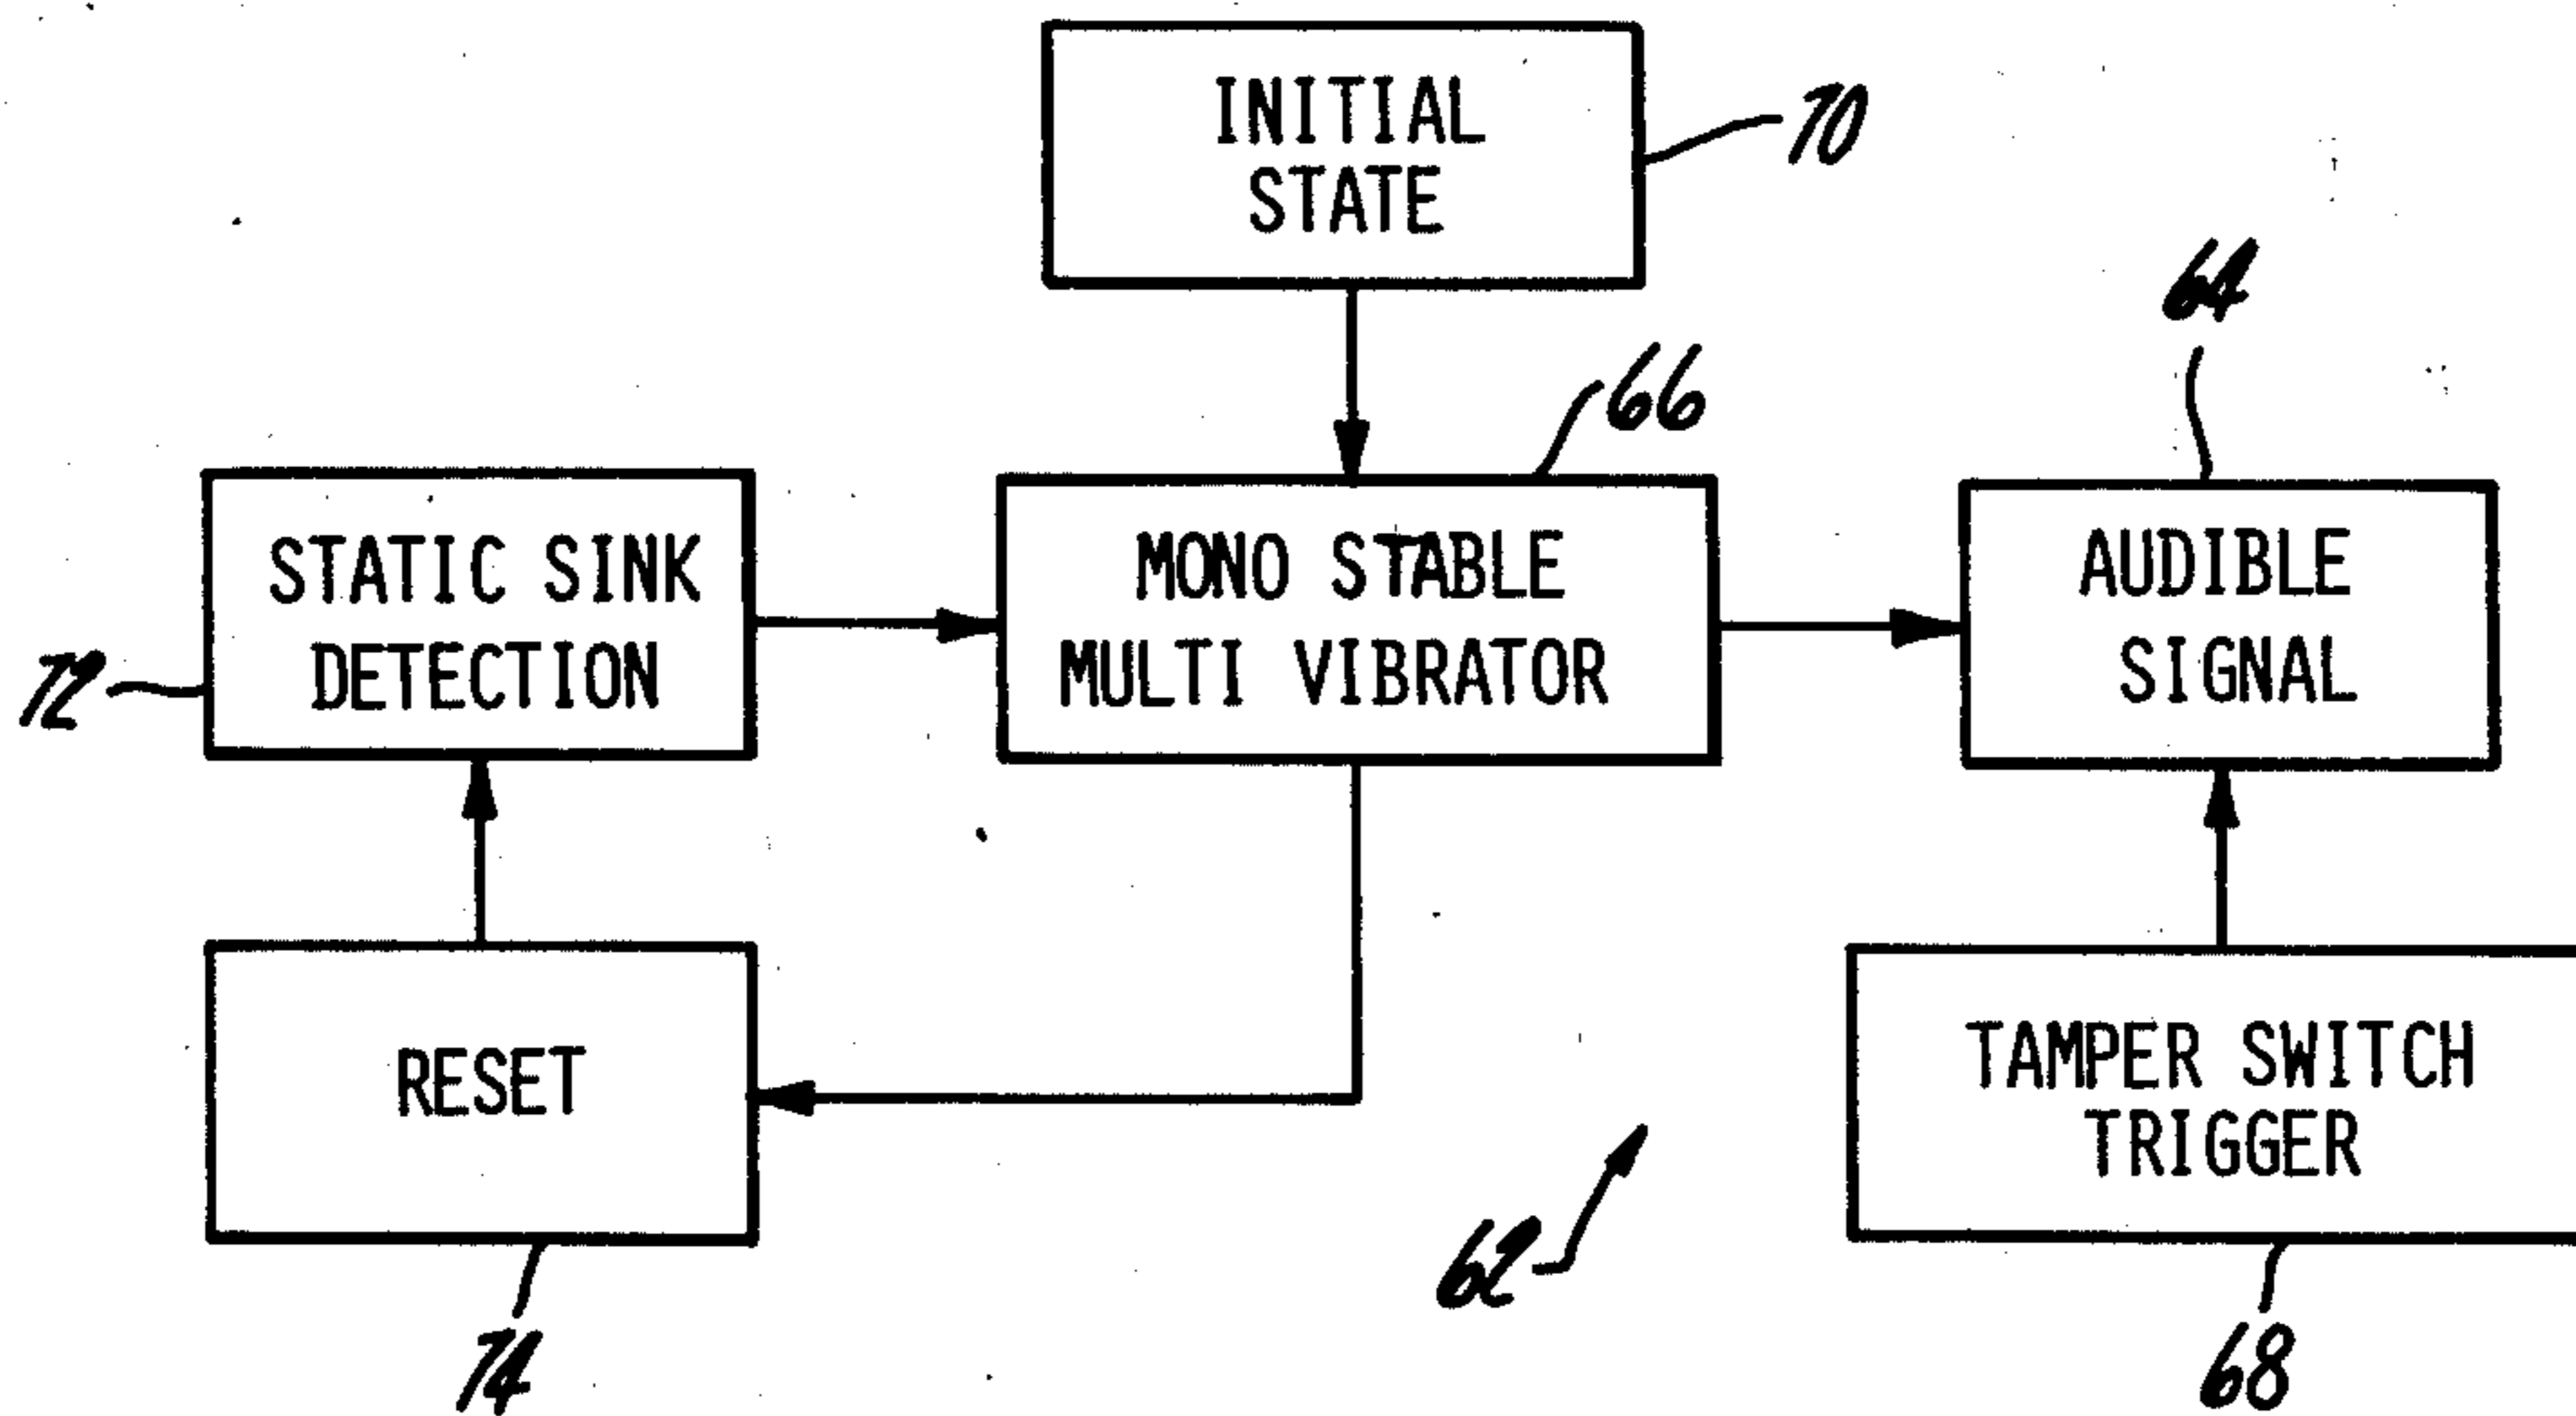 INITIAL
STATE
70
64
66
STATIC SINK
DETECTION
72
MONO STABLE
MULTI VIBRATOR
AUDIBLE
SIGNAL
RESET
74
62
TAMPER SWITCH
TRIGGER
68